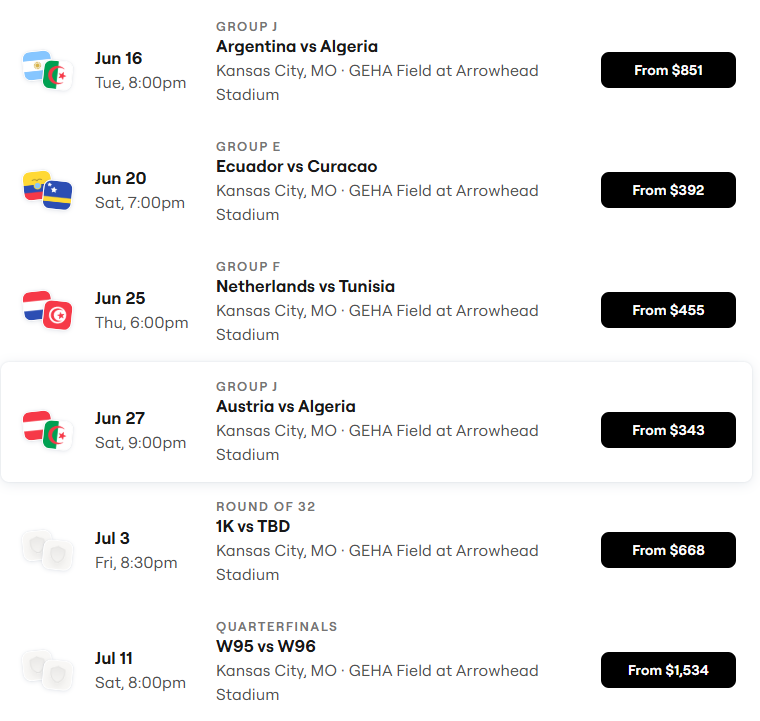 GROUP J
Jun 16
Argentina vs Algeria
Tue, 8:00pm
Kansas City, MO · GEHA Field at Arrowhead
Stadium
From $851
GROUP E
Jun 20
Ecuador vs Curacao
Sat, 7:00pm
Kansas City, MO · GEHA Field at Arrowhead
Stadium
From $392
GROUP F
Jun 25
Netherlands vs Tunisia
Thu, 6:00pm
Kansas City, MO · GEHA Field at Arrowhead
Stadium
From $455
GROUP J
Jun 27
Austria vs Algeria
Sat, 9:00pm
Kansas City, MO · GEHA Field at Arrowhead
Stadium
From $343
ROUND OF 32
Jul 3
1K vs TBD
Fri, 8:30pm
Kansas City, MO · GEHA Field at Arrowhead
Stadium
From $668
QUARTERFINALS
Jul 11
W95 vs W96
Sat, 8:00pm
Kansas City, MO · GEHA Field at Arrowhead
Stadium
From $1,534